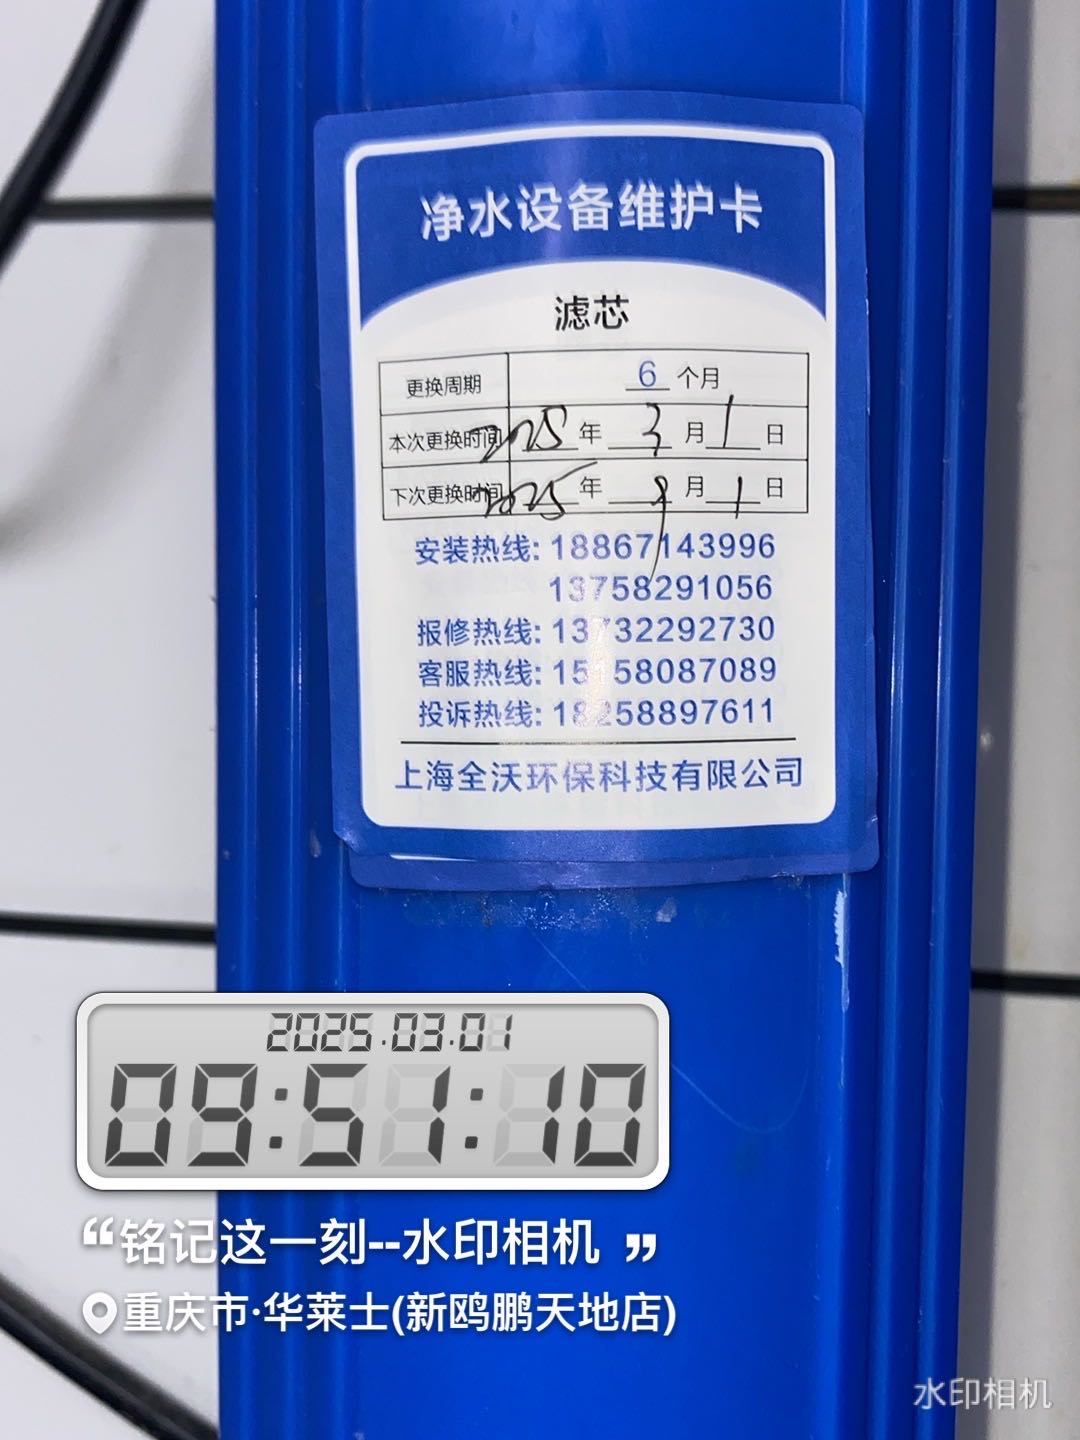 净水设备维护卡
滤芯
更换周期 6 个月
本次更换时间 2025 年 3 月 1 日
下次更换时间 2025 年 9 月 1 日
安装热线: 18867143996
13758291056
报修热线: 13732292730
客服热线: 15158087089
投诉热线: 18258897611
上海全沃环保科技有限公司
2025.03.01
09:51:10
“铭记这一刻--水印相机 ”
重庆市·华莱士(新鸥鹏天地店)
水印相机